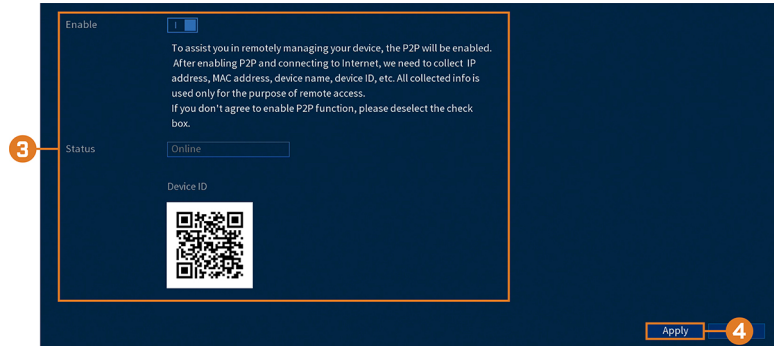 Enable
To assist you in remotely managing your device, the P2P will be enabled.
After enabling P2P and connecting to Internet, we need to collect IP
address, MAC address, device name, device ID, etc. All collected info is
used only for the purpose of remote access.
If you don't agree to enable P2P function, please deselect the check
box.
3
Status
Online
Device ID
Apply
4